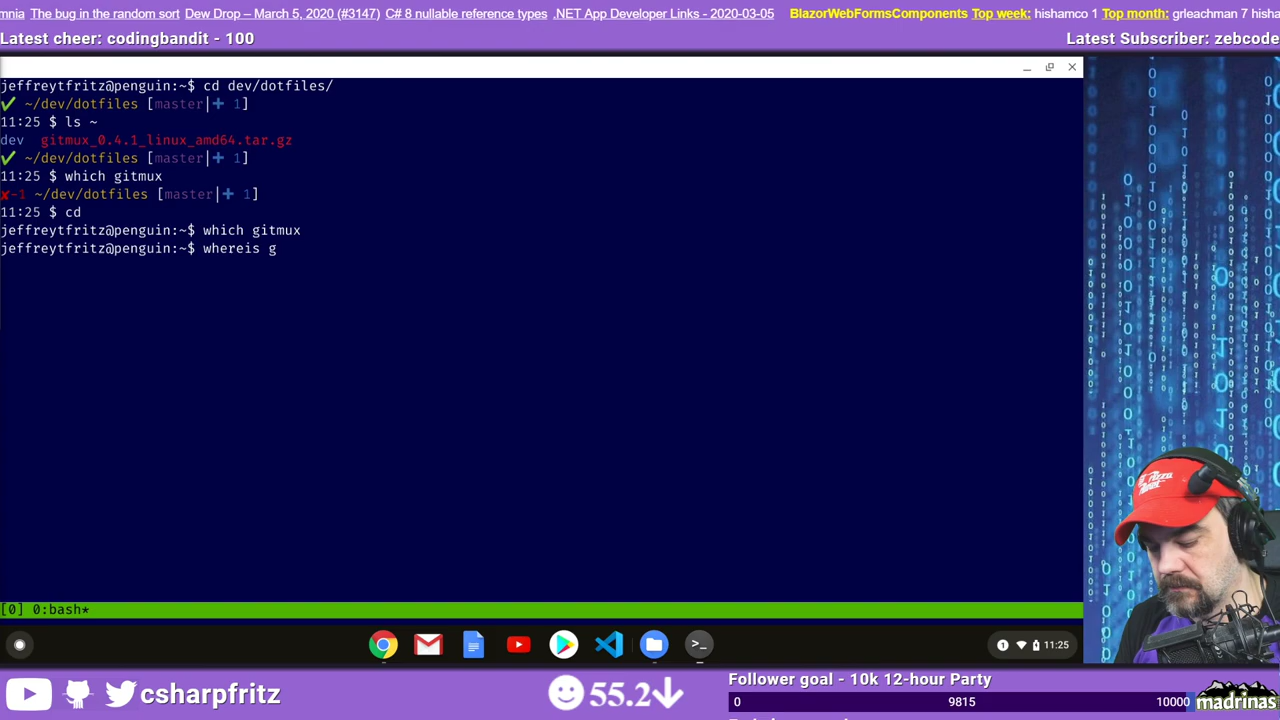 mnia The bug in the random sort Dew Drop – March 5, 2020 (#3147) C# 8 nullable reference types .NET App Developer Links - 2020-03-05 BlazorWebFormsComponents Top week: hishamco 1 Top month: grleachman 7 hisha
Latest cheer: codingbandit - 100
Latest Subscriber: zebcode
jeffreytfritz@penguin:~$ cd dev/dotfiles/
✔ ~/dev/dotfiles [master|✚ 1]
11:25 $ ls ~
dev gitmux_0.4.1_linux_amd64.tar.gz
✔ ~/dev/dotfiles [master|✚ 1]
11:25 $ which gitmux
✘-1 ~/dev/dotfiles [master|✚ 1]
11:25 $ cd
jeffreytfritz@penguin:~$ which gitmux
jeffreytfritz@penguin:~$ whereis g
[0] 0:bash*
1 11:25
csharpfritz
55.2
Follower goal - 10k 12-hour Party
0 9815 10000
madrinas